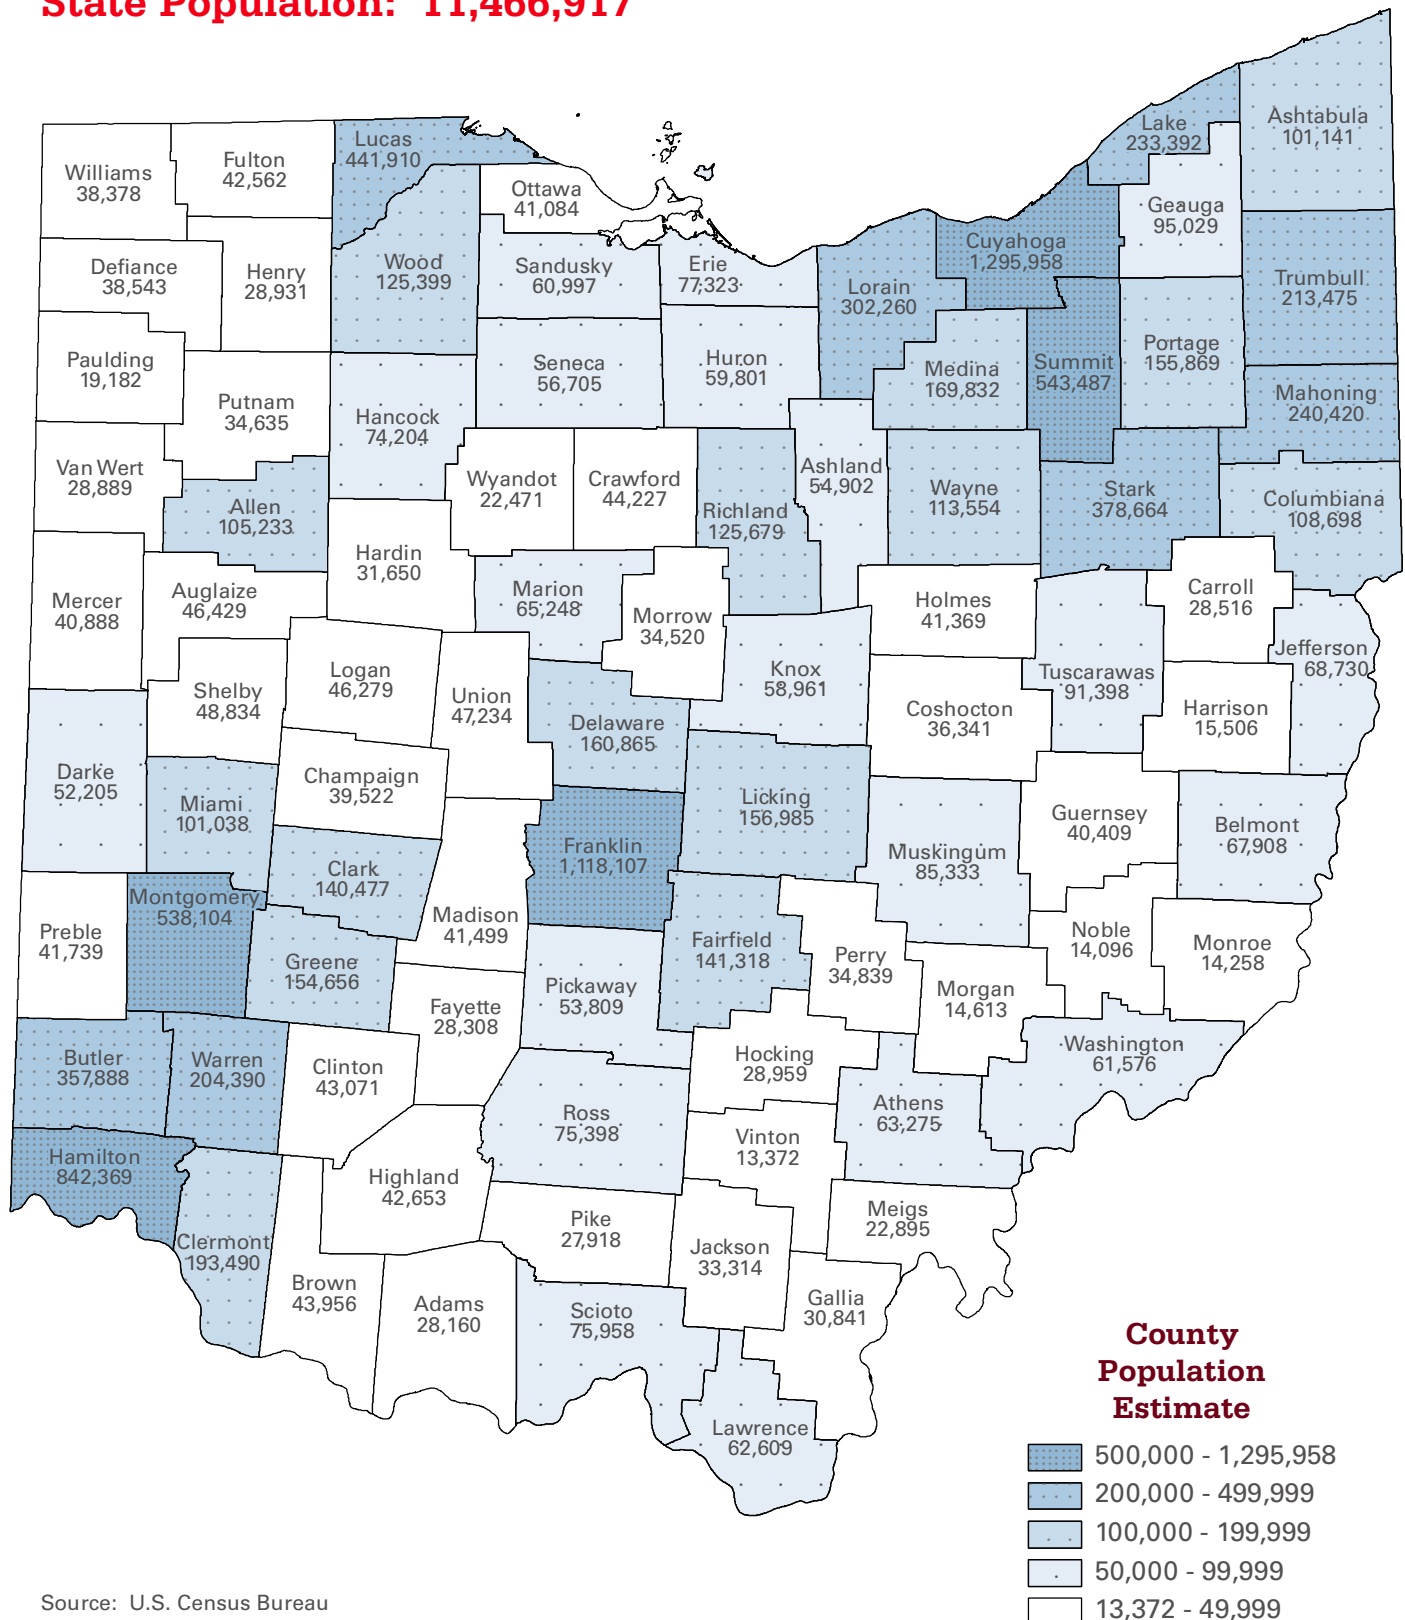 State Population: 11,466,917
Williams
38,378
Fulton
42,562
Lucas
441,910
Ottawa
41,084
Lake
233,392
Ashtabula
101,141
Geauga
95,029
Cuyahoga
1,295,958
Defiance
38,543
Henry
28,931
Wood
125,399
Sandusky
60,997
Erie
77,323
Lorain
302,260
Trumbull
213,475
Paulding
19,182
Putnam
34,635
Hancock
74,204
Seneca
56,705
Huron
59,801
Medina
169,832
Summit
543,487
Portage
155,869
Mahoning
240,420
Van Wert
28,889
Allen
105,233
Wyandot
22,471
Crawford
44,227
Richland
125,679
Ashland
54,902
Wayne
113,554
Stark
378,664
Columbiana
108,698
Mercer
40,888
Auglaize
46,429
Hardin
31,650
Marion
65,248
Morrow
34,520
Holmes
41,369
Carroll
28,516
Jefferson
68,730
Shelby
48,834
Logan
46,279
Union
47,234
Delaware
160,865
Knox
58,961
Coshocton
36,341
Tuscarawas
91,398
Harrison
15,506
Darke
52,205
Miami
101,038
Champaign
39,522
Clark
140,477
Franklin
1,118,107
Licking
156,985
Muskingum
85,333
Guernsey
40,409
Belmont
67,908
Preble
41,739
Montgomery
538,104
Greene
154,656
Madison
41,499
Fayette
28,308
Pickaway
53,809
Fairfield
141,318
Perry
34,839
Morgan
14,613
Noble
14,096
Monroe
14,258
Butler
357,888
Warren
204,390
Clinton
43,071
Ross
75,398
Hocking
28,959
Vinton
13,372
Athens
63,275
Washington
61,576
Hamilton
842,369
Clermont
193,490
Highland
42,653
Pike
27,918
Jackson
33,314
Meigs
22,895
Brown
43,956
Adams
28,160
Scioto
75,958
Gallia
30,841
Lawrence
62,609
County
Population
Estimate
500,000 - 1,295,958
200,000 - 499,999
100,000 - 199,999
50,000 - 99,999
13,372 - 49,999
Source: U.S. Census Bureau